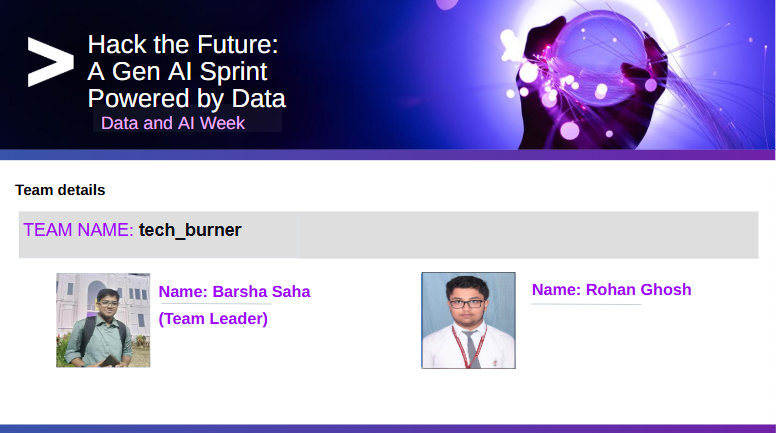 Hack the Future:
A Gen AI Sprint
Powered by Data
Data and AI Week
Team details
TEAM NAME: tech_burner
Name: Barsha Saha
(Team Leader)
Name: Rohan Ghosh